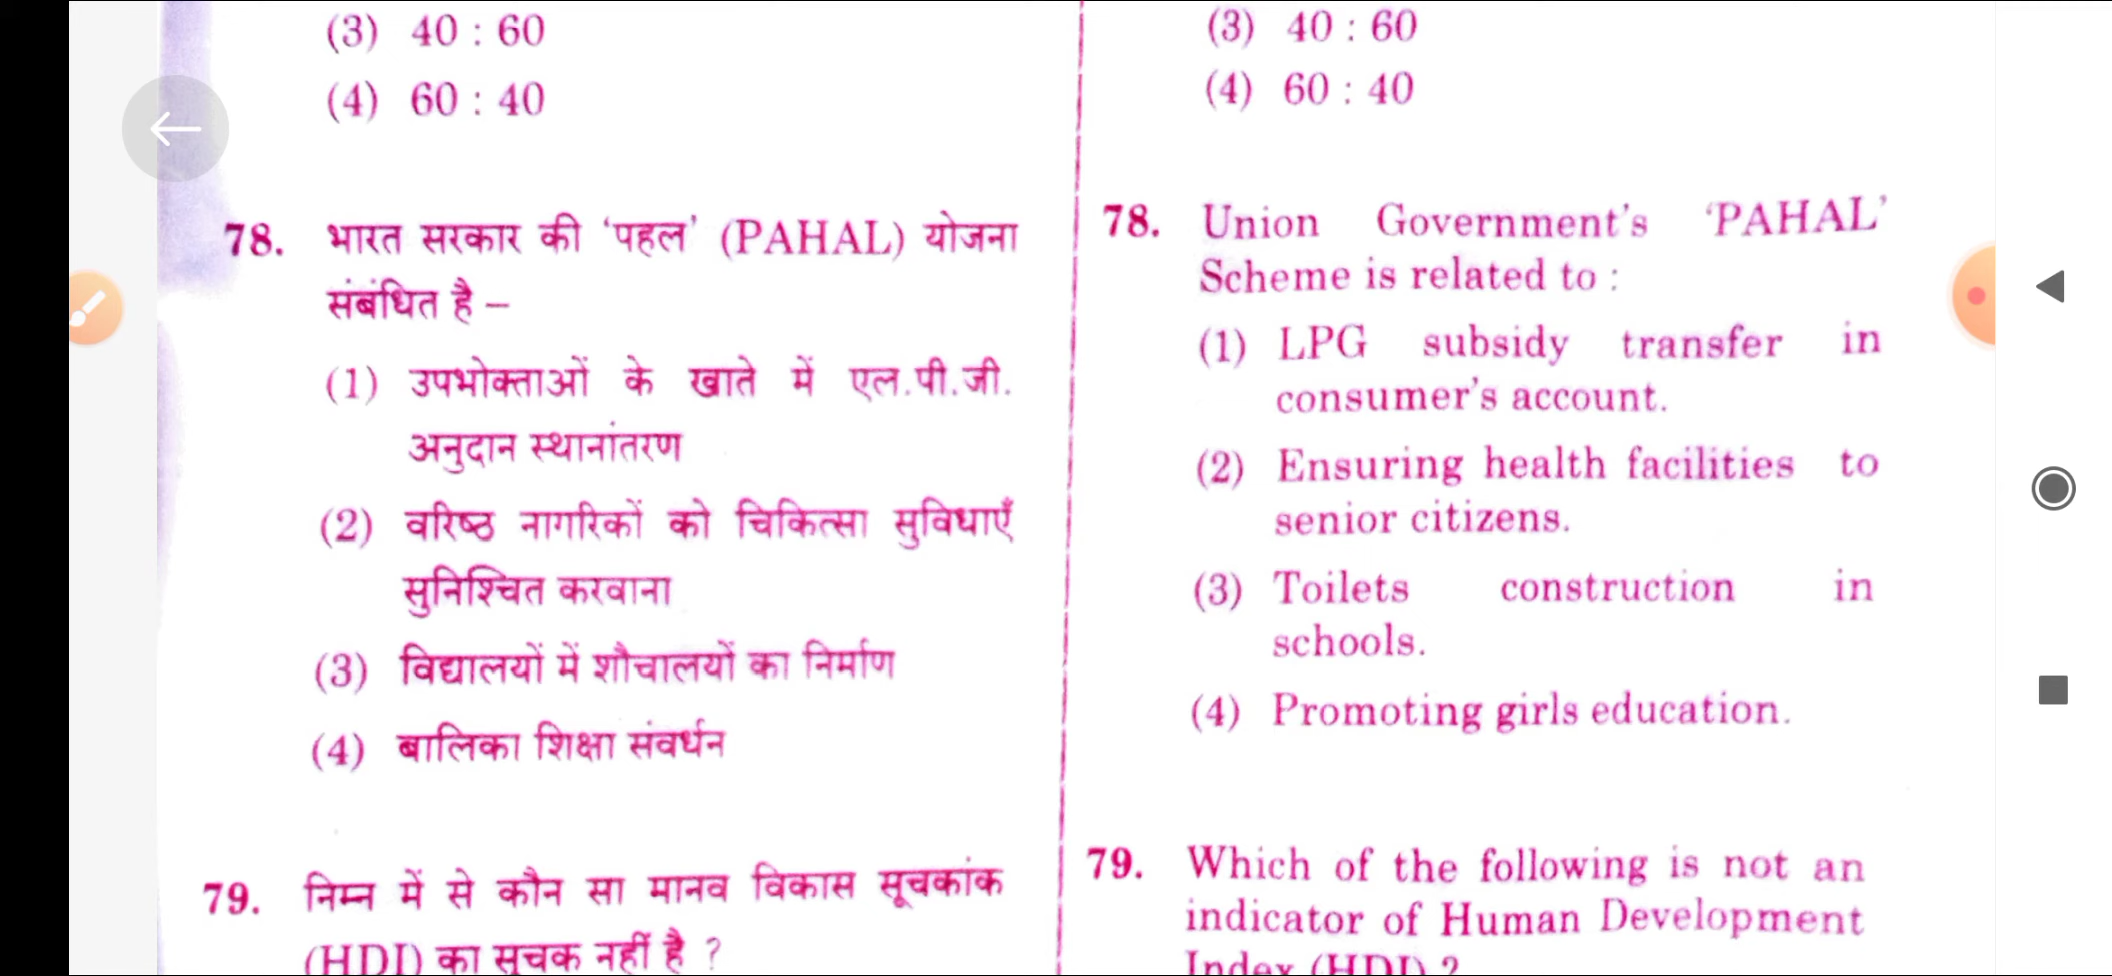 (3) 40 : 60
(4) 60 : 40
78. भारत सरकार की ‘पहल’ (PAHAL) योजना
संबंधित है –
(1) उपभोक्ताओं के खाते में एल.पी.जी.
अनुदान स्थानांतरण
(2) वरिष्ठ नागरिकों को चिकित्सा सुविधाएँ
सुनिश्चित करवाना
(3) विद्यालयों में शौचालयों का निर्माण
(4) बालिका शिक्षा संवर्धन
79. निम्न में से कौन सा मानव विकास सूचकांक
(HDI) का सूचक नहीं है ?
(3) 40 : 60
(4) 60 : 40
78. Union Government’s ‘PAHAL’
Scheme is related to :
(1) LPG subsidy transfer in
consumer’s account.
(2) Ensuring health facilities to
senior citizens.
(3) Toilets construction in
schools.
(4) Promoting girls education.
79. Which of the following is not an
indicator of Human Development
Index (HDI) ?